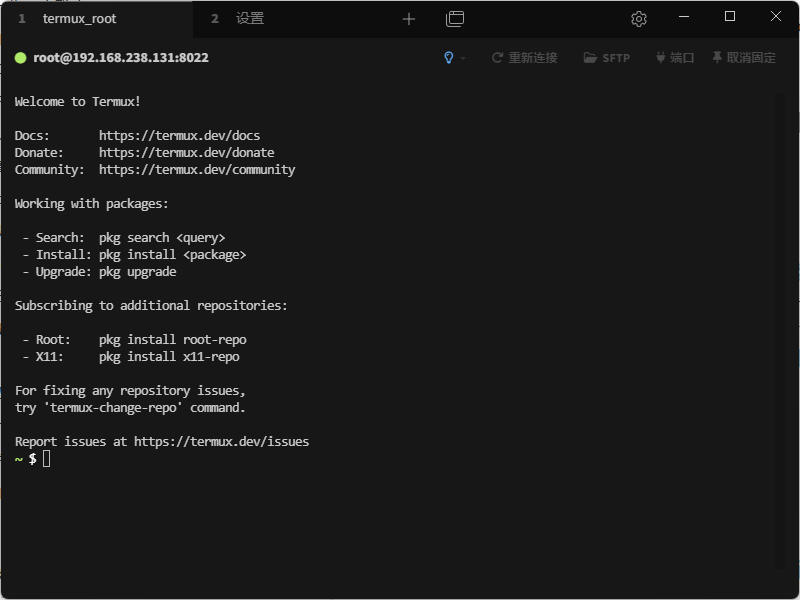 1 termux_root 2 设置
root@192.168.238.131:8022 重新连接 SFTP 端口 取消固定
Welcome to Termux!
Docs: https://termux.dev/docs
Donate: https://termux.dev/donate
Community: https://termux.dev/community
Working with packages:
- Search: pkg search <query>
- Install: pkg install <package>
- Upgrade: pkg upgrade
Subscribing to additional repositories:
- Root: pkg install root-repo
- X11: pkg install x11-repo
For fixing any repository issues,
try 'termux-change-repo' command.
Report issues at https://termux.dev/issues
~ $